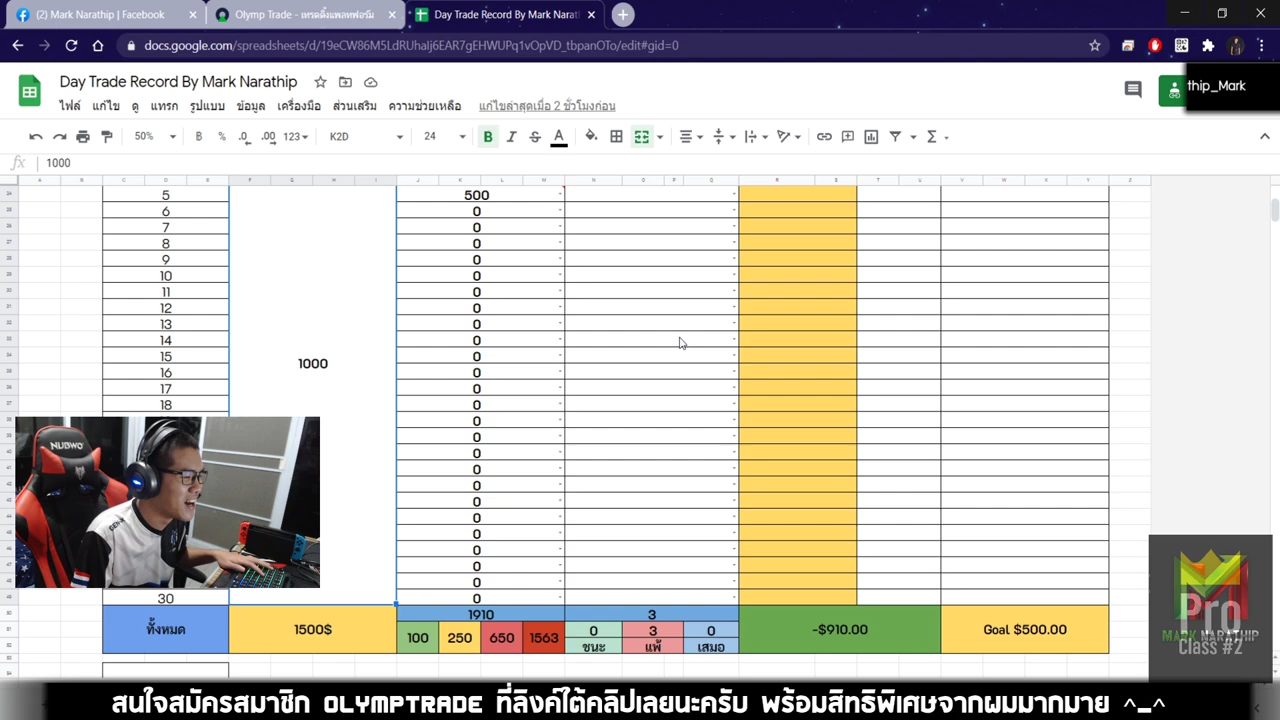 Mark Narathip | Facebook
Olymp Trade - เทรดดิ้งแพลทฟอร์ม
Day Trade Record By Mark Narat
docs.google.com/spreadsheets/d/19eCW86M5LdRUhaIj6EAR7gEHWUPq1vOpVD_tbpanOTo/edit#gid=0
Day Trade Record By Mark Narathip
thip_Mark
ไฟล์ แก้ไข ดู แทรก รูปแบบ ข้อมูล เครื่องมือ ส่วนเสริม ความช่วยเหลือ แก้ไขล่าสุดเมื่อ 2 ชั่วโมงก่อน
50% ฿ % .0 .00 123 K2D 24 B I S A
fx 1000
5 500
6 0
7 0
8 0
9 0
10 0
11 0
12 0
13 0
14 0
15 0
16 0
17 0
18 0
0
0
0
0
0
0
0
0
0
0
0
30 0
1000
ทั้งหมด 1500$ 1910 3 -$910.00 Goal $500.00
100 250 650 1563 0 3 0
ชนะ แพ้ เสมอ
NUBWO
Pro
MARK NARATHIP
Class #2
สนใจสมัครสมาชิก OLYMPTRADE ที่ลิงค์ใต้คลิปเลยนะครับ พร้อมสิทธิพิเศษจากผมมากมาย ^_^